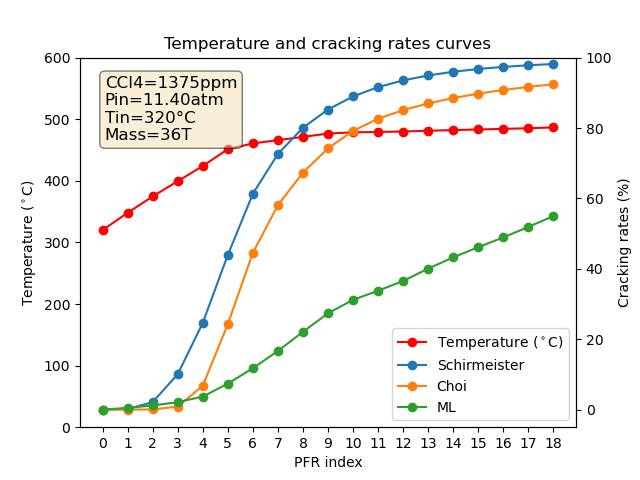 Temperature and cracking rates curves
CCl4=1375ppm
Pin=11.40atm
Tin=320°C
Mass=36T
Temperature (°C)
600
500
400
300
200
100
0
100
80
60
40
20
0
Cracking rates (%)
Temperature (°C)
Schirmeister
Choi
ML
0 1 2 3 4 5 6 7 8 9 10 11 12 13 14 15 16 17 18
PFR index